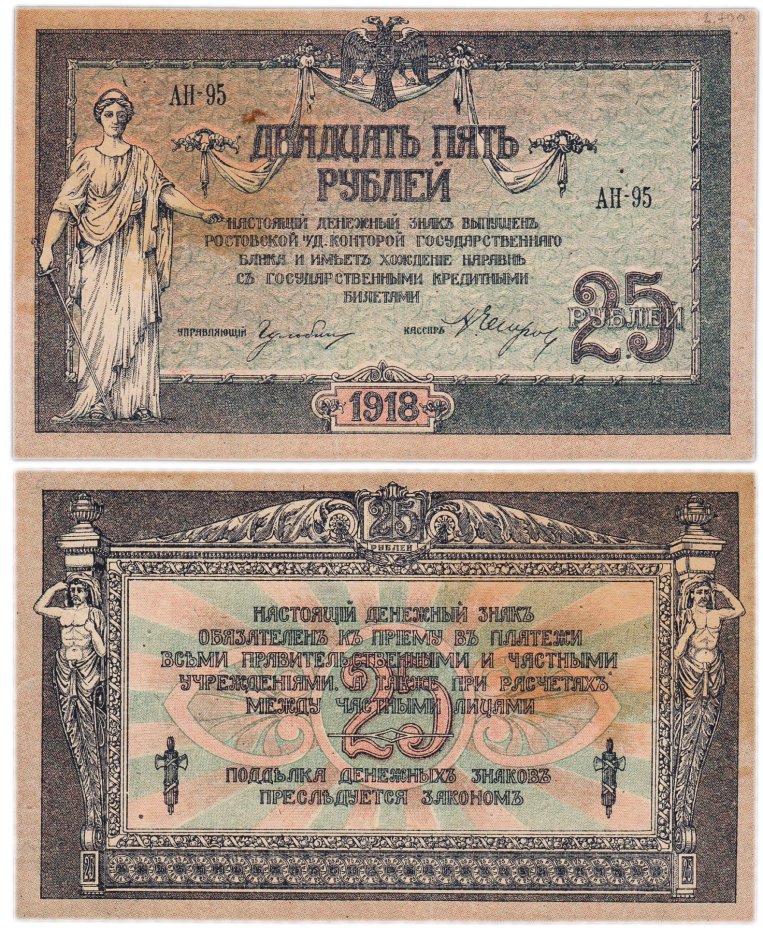 АН-95
ДВАДЦАТЬ ПЯТЬ
РУБЛЕЙ
АН-95
НАСТОЯЩІЙ ДЕНЕЖНЫЙ ЗНАКЪ ВЫПУЩЕНЪ
РОСТОВСКОЙ Н/Д. КОНТОРОЙ ГОСУДАРСТВЕННАГО
БАНКА И ИМѢЕТЪ ХОЖДЕНІЕ НАРАВНѢ
СЪ ГОСУДАРСТВЕННЫМИ КРЕДИТНЫМИ
БИЛЕТАМИ
25
РУБЛЕЙ
УПРАВЛЯЮЩІЙ
КАССИРЪ
1918
25
РУБЛЕЙ
НАСТОЯЩІЙ ДЕНЕЖНЫЙ ЗНАКЪ
ОБЯЗАТЕЛЕНЪ КЪ ПРІЕМУ ВЪ ПЛАТЕЖИ
ВСѢМИ ПРАВИТЕЛЬСТВЕННЫМИ И ЧАСТНЫМИ
УЧРЕЖДЕНІЯМИ, А ТАКЖЕ ПРИ РАСЧЕТАХЪ
МЕЖДУ ЧАСТНЫМИ ЛИЦАМИ
25
ПОДДѢЛКА ДЕНЕЖНЫХЪ ЗНАКОВЪ
ПРЕСЛѢДУЕТСЯ ЗАКОНОМЪ
25
25